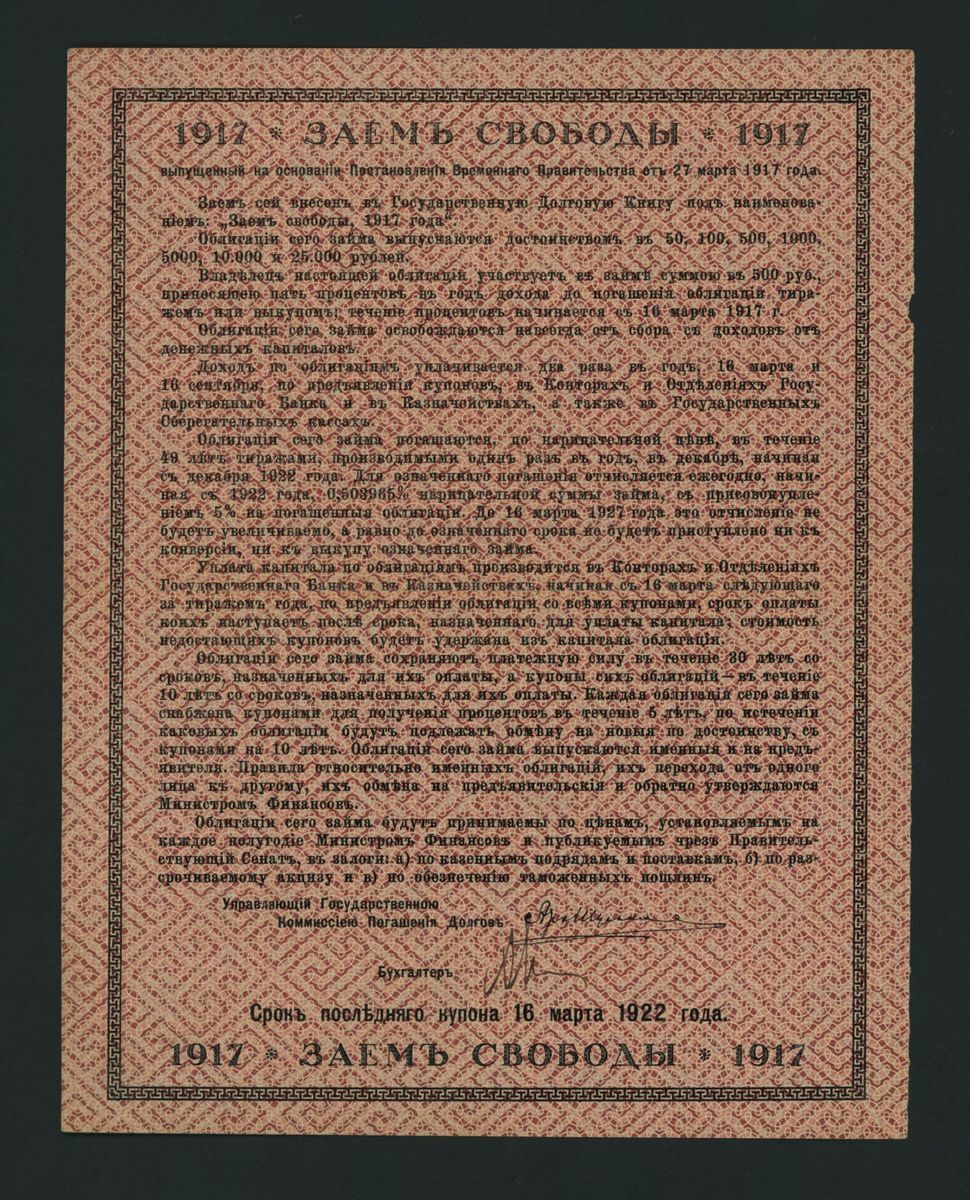 1917 * ЗАЕМЪ СВОБОДЫ * 1917
выпущенный на основаніи Постановленія Временнаго Правительства отъ 27 марта 1917 года.
Заемъ сей внесенъ въ Государственную Долговую Книгу подъ наименова-
ніемъ: „Заемъ свободы, 1917 года“
Облигаціи сего займа выпускаются достоинствомъ въ 50, 100, 500, 1000,
5000, 10.000 и 25.000 рублей.
Владѣлецъ настоящей облигаціи участвуетъ въ займѣ суммою въ 500 руб.,
приносящею пять процентовъ въ годъ дохода до погашенія облигаціи тира-
жемъ или выкупомъ; теченіе процентовъ начинается съ 16 марта 1917 г.
Облигаціи сего займа освобождаются навсегда отъ сбора съ доходовъ отъ
денежныхъ капиталовъ.
Доходъ по облигаціямъ уплачивается два раза въ годъ, 16 марта и
16 сентября, по предъявленіи купоновъ, въ Конторахъ и Отдѣленіяхъ Госу-
дарственнаго Банка и въ Казначействахъ, а также въ Государственныхъ
Сберегательныхъ кассахъ.
Облигаціи сего займа погашаются, по нарицательной цѣнѣ, въ теченіе
49 лѣтъ тиражами, производимыми одинъ разъ въ годъ, въ декабрѣ, начиная
съ декабря 1922 года. Для означеннаго погашенія отчисляется ежегодно, начи-
ная съ 1922 года, 0,503965% нарицательной суммы займа, съ присовокупле-
ніемъ 5% на погашенныя облигаціи. До 16 марта 1927 года это отчисленіе не
будетъ увеличиваемо, а равно до означеннаго срока не будетъ приступлено ни къ
конверсіи, ни къ выкупу означеннаго займа.
Уплата капитала по облигаціямъ производится въ Конторахъ и Отдѣленіяхъ
Государственнаго Банка и въ Казначействахъ, начиная съ 16 марта слѣдующаго
за тиражемъ года, по предъявленіи облигаціи со всѣми купонами, срокъ оплаты
коихъ наступаетъ послѣ срока, назначеннаго для уплаты капитала; стоимость
недостающихъ купоновъ будетъ удержана изъ капитала облигаціи.
Облигаціи сего займа сохраняютъ платежную силу въ теченіе 30 лѣтъ со
сроковъ, назначенныхъ для ихъ оплаты, а купоны сихъ облигацій—въ теченіе
10 лѣтъ со сроковъ, назначенныхъ для ихъ оплаты. Каждая облигація сего займа
снабжена купонами для полученія процентовъ въ теченіе 5 лѣтъ, по истеченіи
каковыхъ облигаціи будутъ подлежать обмѣну на новыя по достоинству, съ
купонами на 10 лѣтъ. Облигаціи сего займа выпускаются именныя и на предъ-
явителя. Правила относительно именныхъ облигацій, ихъ перехода отъ одного
лица къ другому, ихъ обмѣна на предъявительскія и обратно утверждаются
Министромъ Финансовъ.
Облигаціи сего займа будутъ принимаемы по цѣнамъ, установляемымъ на
каждое полугодіе Министромъ Финансовъ и публикуемымъ чрезъ Правитель-
ствующій Сенатъ, въ залоги: а) по казеннымъ подрядамъ и поставкамъ, б) по раз-
срочиваемому акцизу и в) по обезпеченію таможенныхъ пошлинъ.
Управляющій Государственною
Коммиссіею Погашенія Долговъ
Бухгалтеръ
Срокъ послѣдняго купона 16 марта 1922 года.
1917 * ЗАЕМЪ СВОБОДЫ * 1917